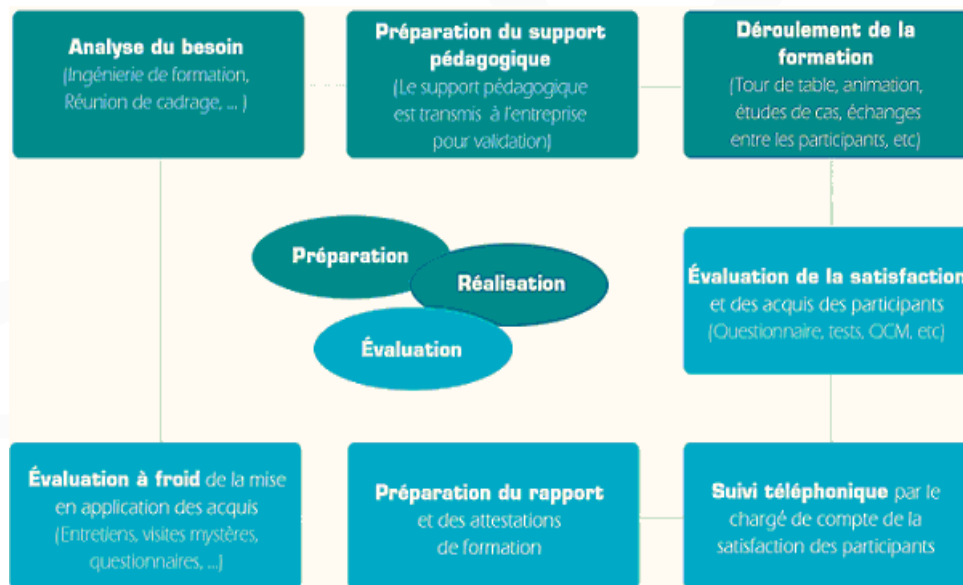 Analyse du besoin
(Ingénierie de formation,
Réunion de cadrage, ... )
Préparation du support
pédagogique
(Le support pédagogique
est transmis à l'entreprise
pour validation)
Déroulement de la
formation
(Tour de table, animation,
études de cas, échanges
entre les participants, etc)
Préparation
Réalisation
Évaluation
Évaluation de la satisfaction
et des acquis des participants
(Questionnaire, tests, QCM, etc)
Évaluation à froid de la mise
en application des acquis
(Entretiens, visites mystères,
questionnaires, ...)
Préparation du rapport
et des attestations
de formation
Suivi téléphonique par le
chargé de compte de la
satisfaction des participants